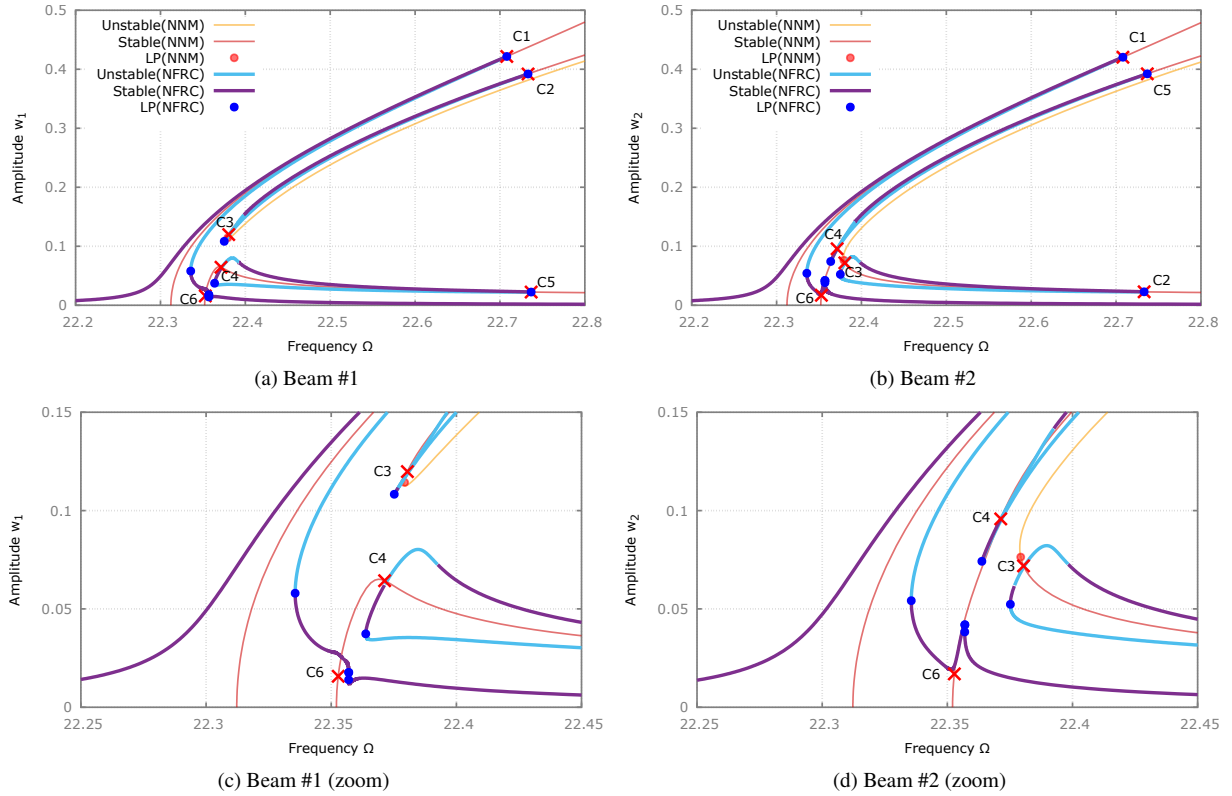 0.5
0.4
0.3
0.2
0.1
0
Amplitude w1
Unstable(NNM)
Stable(NNM)
LP(NNM)
Unstable(NFRC)
Stable(NFRC)
LP(NFRC)
C1
C2
C3
C4
C5
C6
22.2 22.3 22.4 22.5 22.6 22.7 22.8
Frequency Ω
(a) Beam #1
0.5
0.4
0.3
0.2
0.1
0
Amplitude w2
Unstable(NNM)
Stable(NNM)
LP(NNM)
Unstable(NFRC)
Stable(NFRC)
LP(NFRC)
C1
C5
C4
C3
C2
C6
22.2 22.3 22.4 22.5 22.6 22.7 22.8
Frequency Ω
(b) Beam #2
0.15
0.1
0.05
0
Amplitude w1
C3
C4
C6
22.25 22.3 22.35 22.4 22.45
Frequency Ω
(c) Beam #1 (zoom)
0.15
0.1
0.05
0
Amplitude w2
C4
C3
C6
22.25 22.3 22.35 22.4 22.45
Frequency Ω
(d) Beam #2 (zoom)